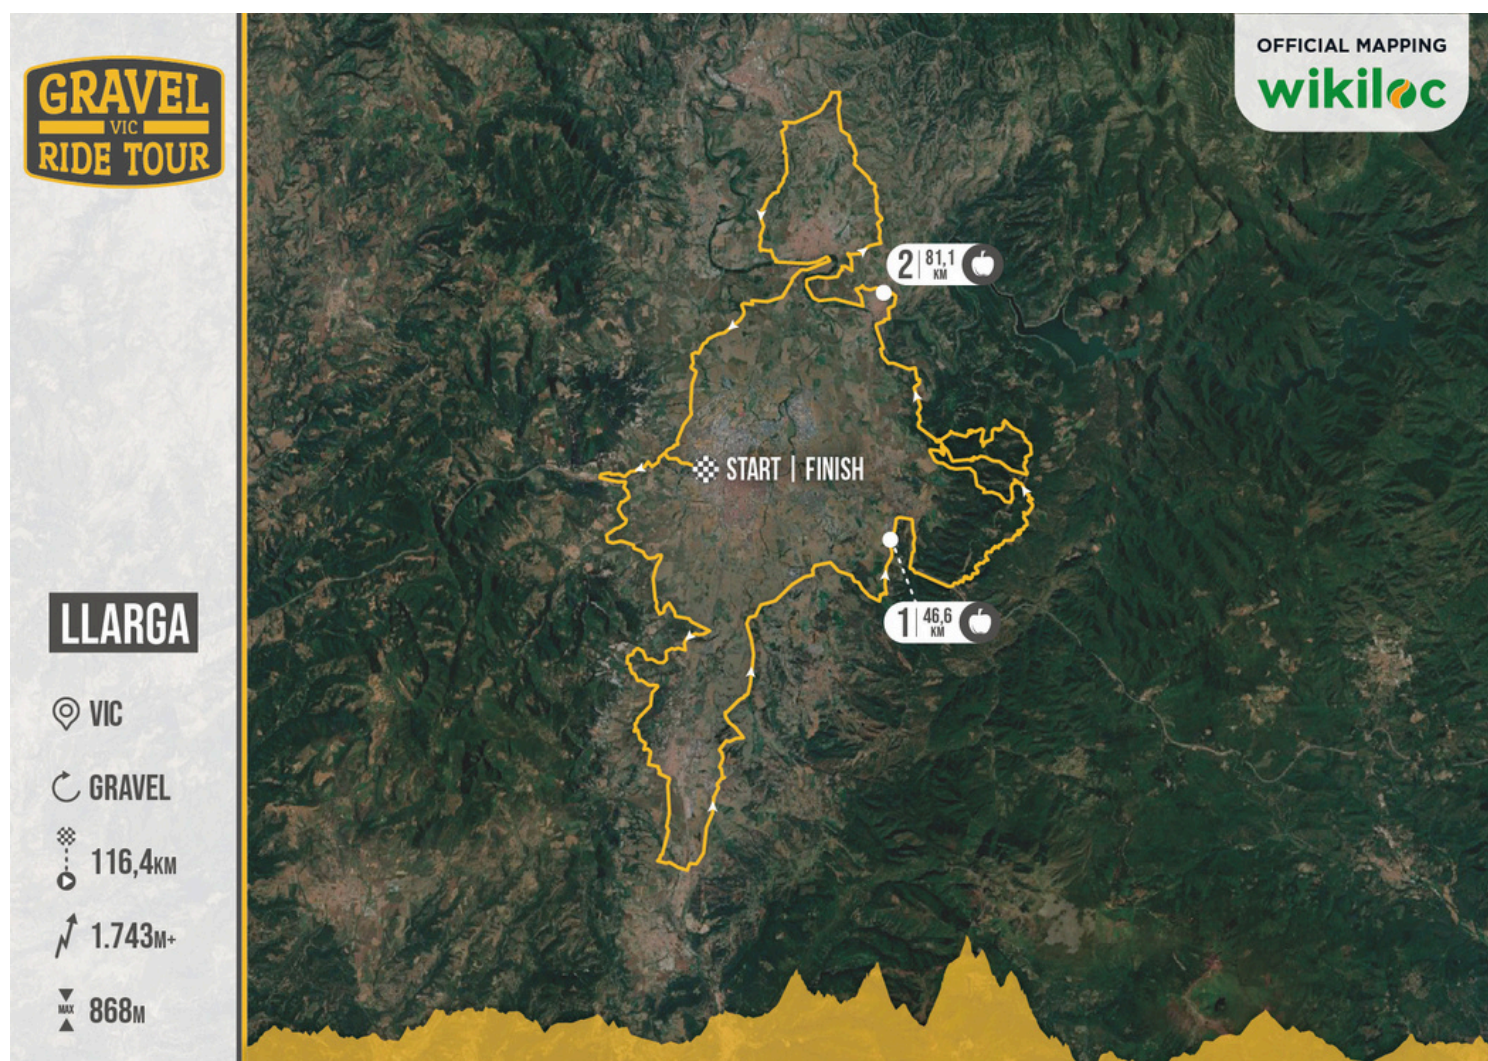 GRAVEL
VIC
RIDE TOUR
OFFICIAL MAPPING
wikiloc
2 81,1
KM
START | FINISH
1 46,6
KM
LLARGA
VIC
GRAVEL
116,4KM
1.743M+
MAX
868M